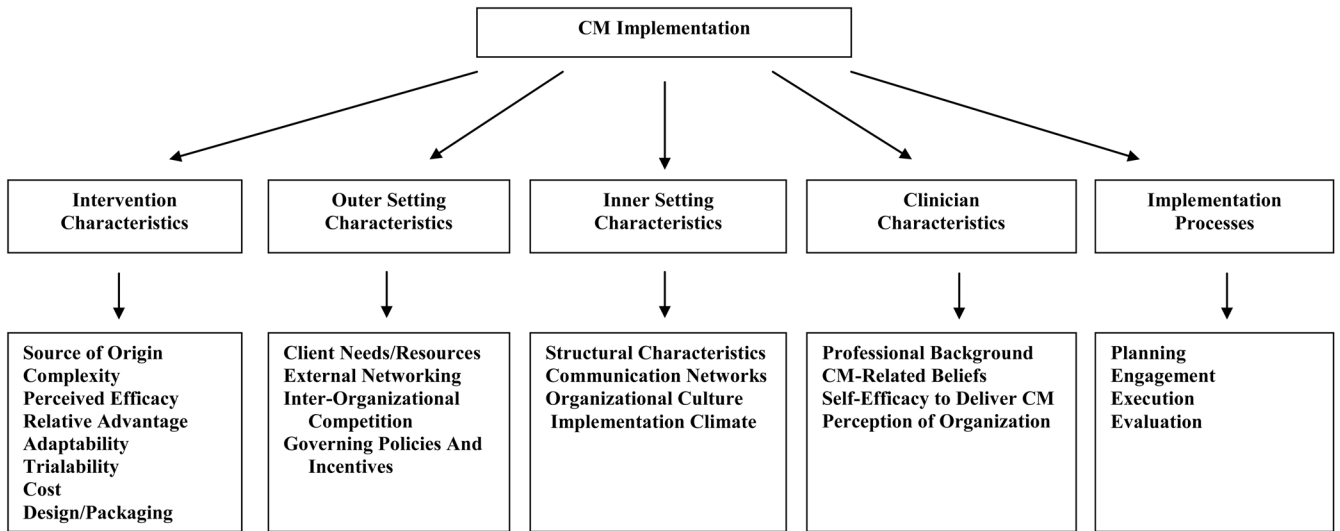 CM Implementation
Intervention
Characteristics
Outer Setting
Characteristics
Inner Setting
Characteristics
Clinician
Characteristics
Implementation
Processes
Source of Origin
Complexity
Perceived Efficacy
Relative Advantage
Adaptability
Trialability
Cost
Design/Packaging
Client Needs/Resources
External Networking
Inter-Organizational
Competition
Governing Policies And
Incentives
Structural Characteristics
Communication Networks
Organizational Culture
Implementation Climate
Professional Background
CM-Related Beliefs
Self-Efficacy to Deliver CM
Perception of Organization
Planning
Engagement
Execution
Evaluation